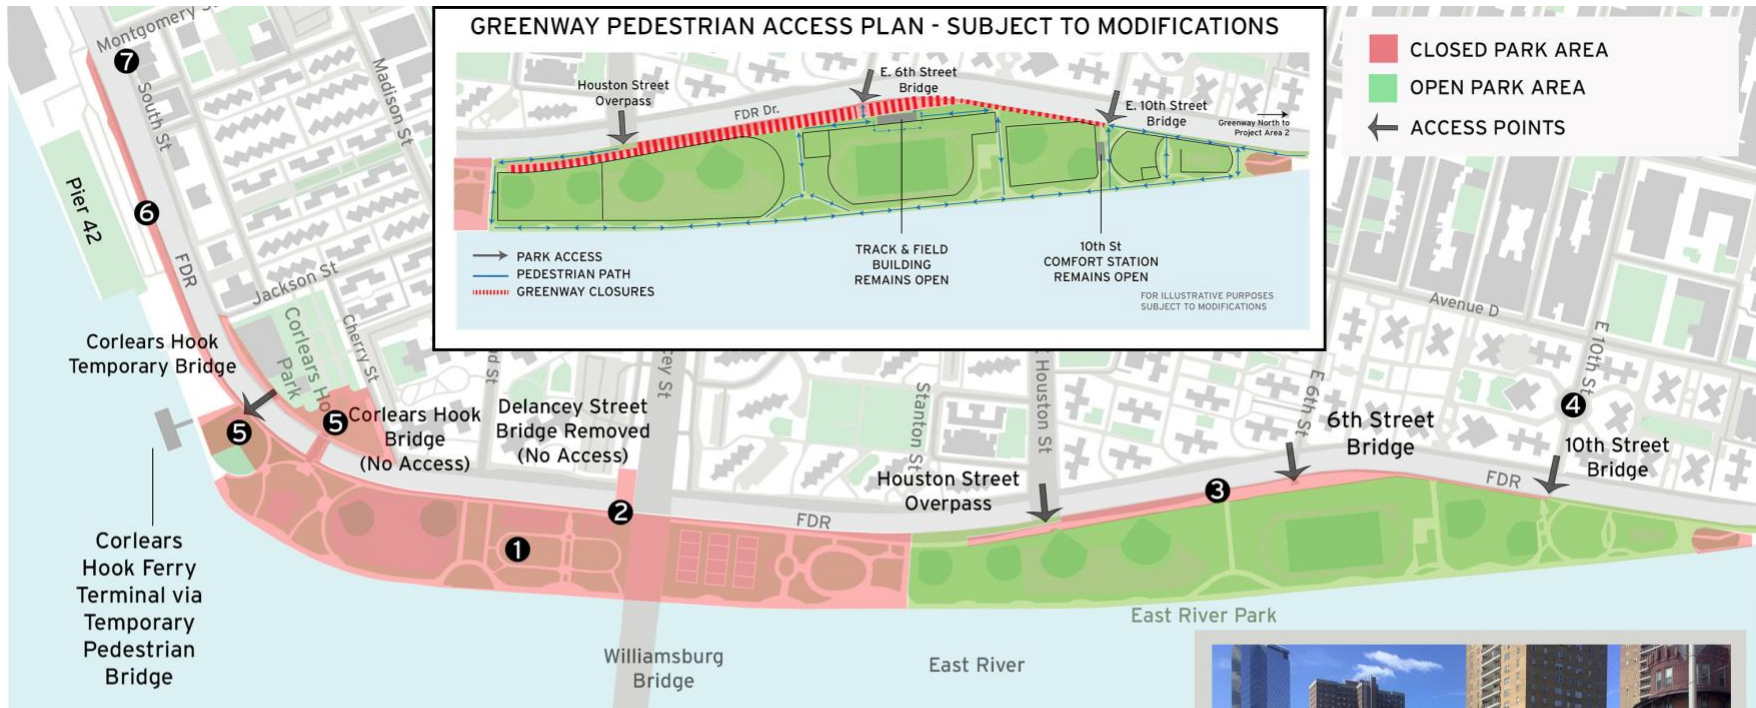 GREENWAY PEDESTRIAN ACCESS PLAN - SUBJECT TO MODIFICATIONS
Houston Street
Overpass
E. 6th Street
Bridge
E. 10th Street
Bridge
FDR Dr.
Greenway North to
Project Area 2
PARK ACCESS
PEDESTRIAN PATH
GREENWAY CLOSURES
TRACK & FIELD
BUILDING
REMAINS OPEN
10th St
COMFORT STATION
REMAINS OPEN
FOR ILLUSTRATIVE PURPOSES
SUBJECT TO MODIFICATIONS
CLOSED PARK AREA
OPEN PARK AREA
ACCESS POINTS
Montgomery St
7
South St
Madison St
Pier 42
6
FDR
Jackson St
Cherry St
Corlears Ho
Park
Corlears Hook
Temporary Bridge
5
5
Corlears Hook
Bridge
(No Access)
Delancey Street
Bridge Removed
(No Access)
cey St
2
1
Stanton St
Houston St
Houston Street
Overpass
FDR
3
E 6th St
6th Street
Bridge
Avenue D
E 10th St
4
10th Street
Bridge
FDR
Corlears
Hook Ferry
Terminal via
Temporary
Pedestrian
Bridge
Williamsburg
Bridge
East River
East River Park